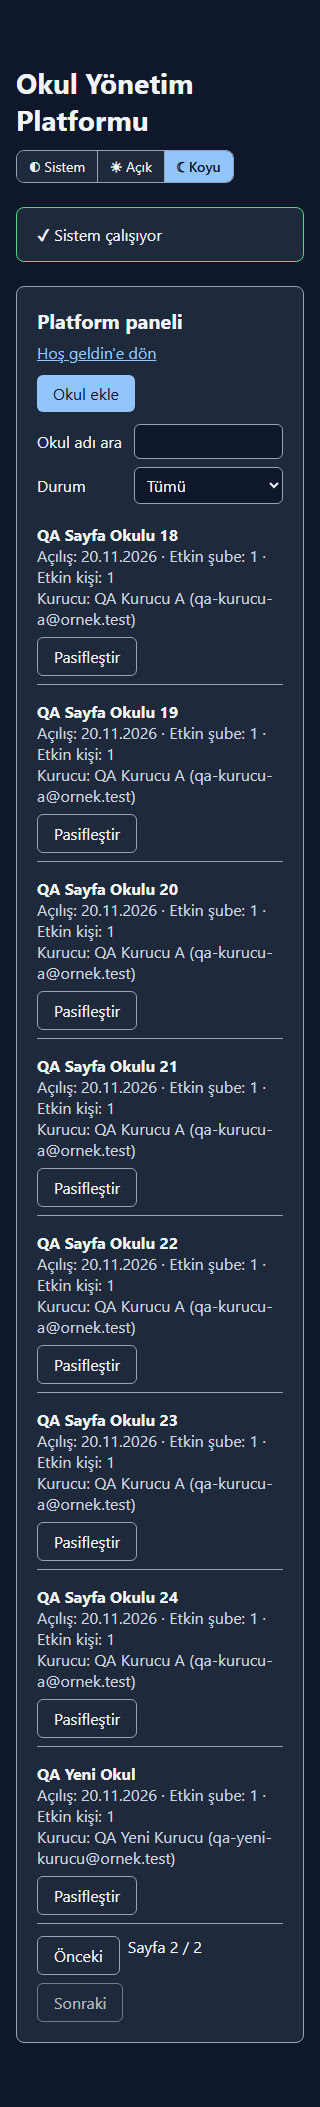 Okul Yönetim
Platformu
Sistem
Açık
Koyu
✓ Sistem çalışıyor
Platform paneli
Hoş geldin'e dön
Okul ekle
Okul adı ara
Durum
Tümü
QA Sayfa Okulu 18
Açılış: 20.11.2026 · Etkin şube: 1 ·
Etkin kişi: 1
Kurucu: QA Kurucu A (qa-kurucu-
a@ornek.test)
Pasifleştir
QA Sayfa Okulu 19
Açılış: 20.11.2026 · Etkin şube: 1 ·
Etkin kişi: 1
Kurucu: QA Kurucu A (qa-kurucu-
a@ornek.test)
Pasifleştir
QA Sayfa Okulu 20
Açılış: 20.11.2026 · Etkin şube: 1 ·
Etkin kişi: 1
Kurucu: QA Kurucu A (qa-kurucu-
a@ornek.test)
Pasifleştir
QA Sayfa Okulu 21
Açılış: 20.11.2026 · Etkin şube: 1 ·
Etkin kişi: 1
Kurucu: QA Kurucu A (qa-kurucu-
a@ornek.test)
Pasifleştir
QA Sayfa Okulu 22
Açılış: 20.11.2026 · Etkin şube: 1 ·
Etkin kişi: 1
Kurucu: QA Kurucu A (qa-kurucu-
a@ornek.test)
Pasifleştir
QA Sayfa Okulu 23
Açılış: 20.11.2026 · Etkin şube: 1 ·
Etkin kişi: 1
Kurucu: QA Kurucu A (qa-kurucu-
a@ornek.test)
Pasifleştir
QA Sayfa Okulu 24
Açılış: 20.11.2026 · Etkin şube: 1 ·
Etkin kişi: 1
Kurucu: QA Kurucu A (qa-kurucu-
a@ornek.test)
Pasifleştir
QA Yeni Okul
Açılış: 20.11.2026 · Etkin şube: 1 ·
Etkin kişi: 1
Kurucu: QA Yeni Kurucu (qa-yeni-
kurucu@ornek.test)
Pasifleştir
Önceki
Sayfa 2 / 2
Sonraki